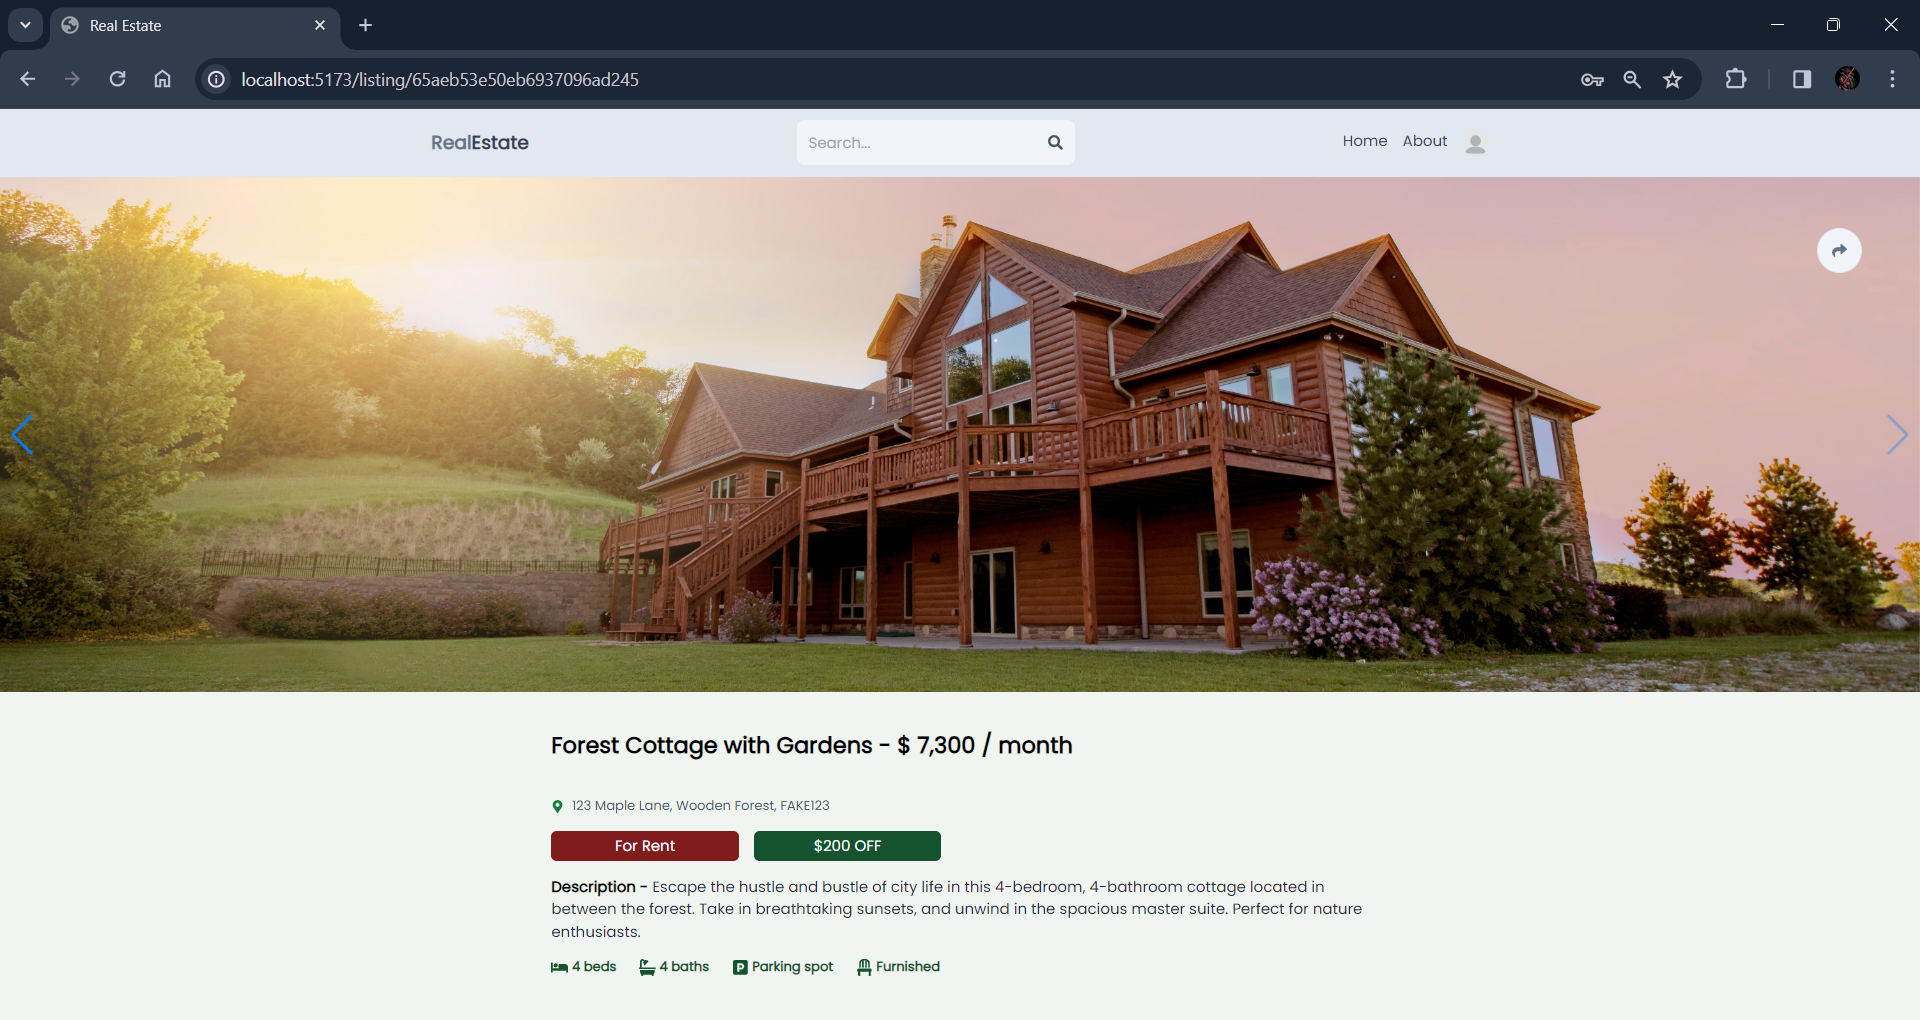 Real Estate
localhost:5173/listing/65aeb53e50eb6937096ad245
RealEstate
Search...
Home
About
Forest Cottage with Gardens - $ 7,300 / month
123 Maple Lane, Wooden Forest, FAKE123
For Rent
$200 OFF
Description - Escape the hustle and bustle of city life in this 4-bedroom, 4-bathroom cottage located in
between the forest. Take in breathtaking sunsets, and unwind in the spacious master suite. Perfect for nature
enthusiasts.
4 beds
4 baths
P Parking spot
Furnished